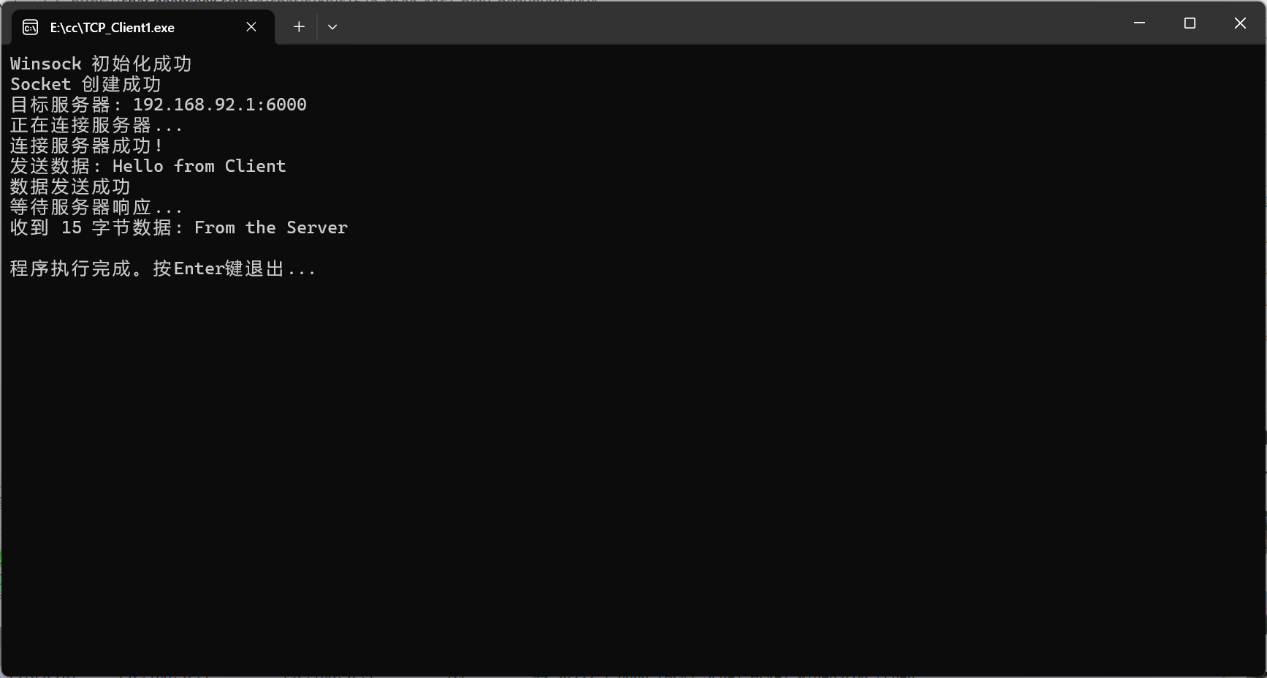 E:\cc\TCP_Client1.exe
Winsock 初始化成功
Socket 创建成功
目标服务器: 192.168.92.1:6000
正在连接服务器...
连接服务器成功!
发送数据: Hello from Client
数据发送成功
等待服务器响应...
收到 15 字节数据: From the Server
程序执行完成。按Enter键退出...